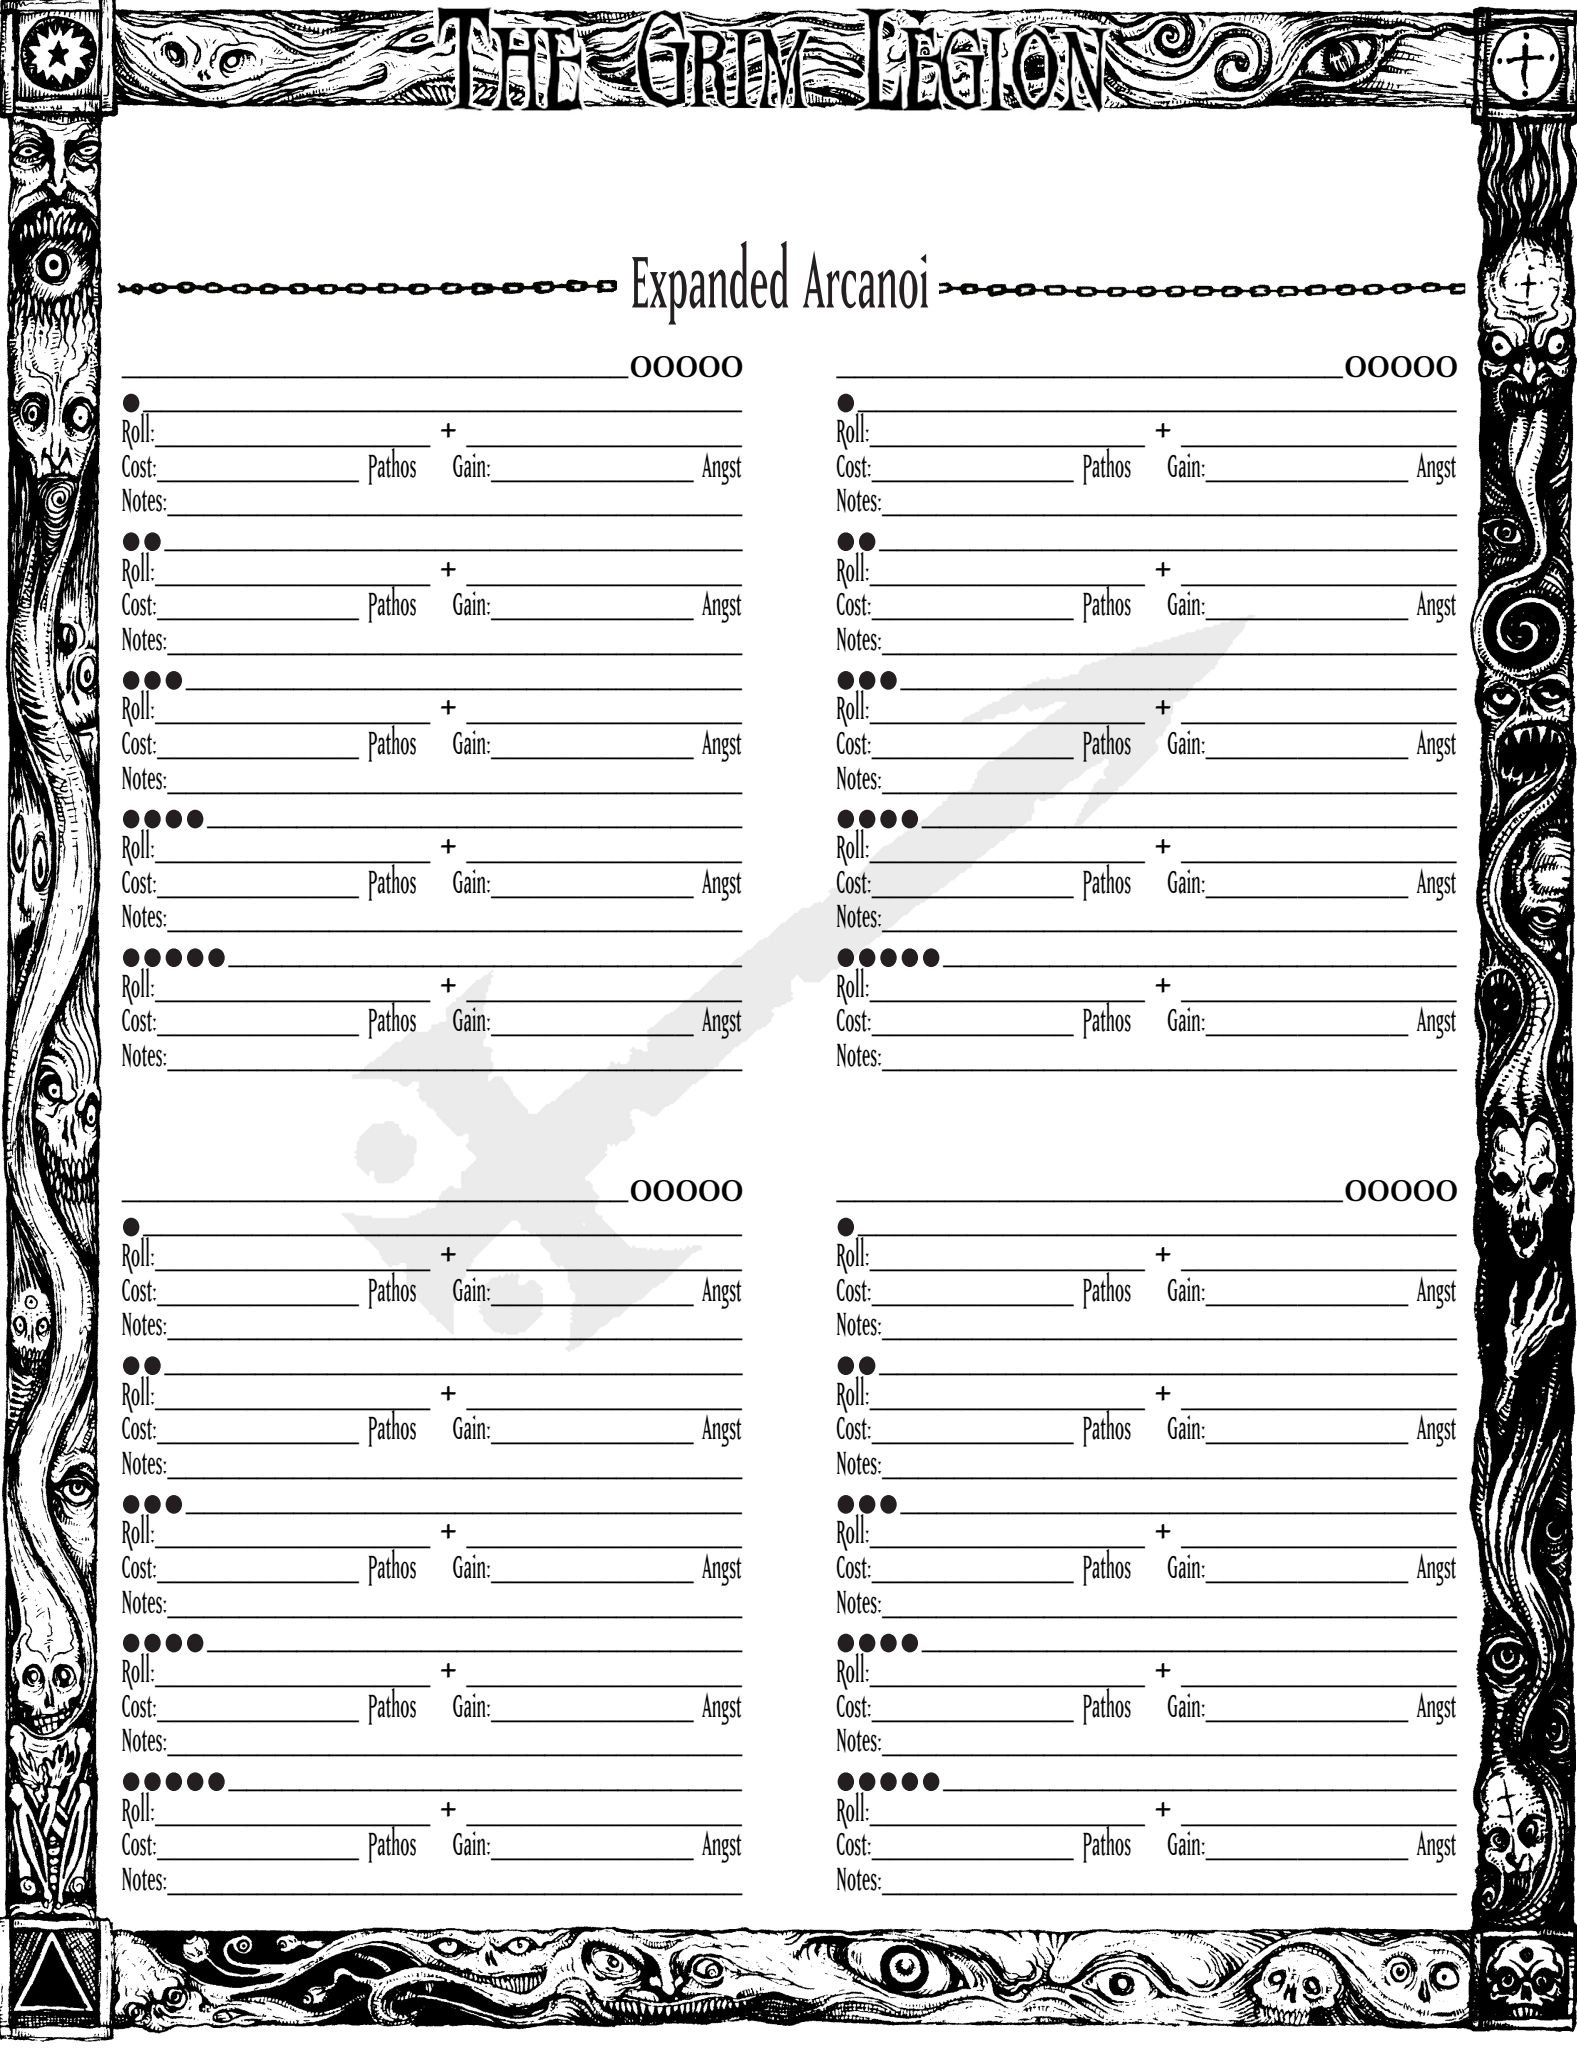 THE GRIM LEGION
Expanded Arcanoi
OOOOO
●
Roll: +
Cost: Pathos Gain: Angst
Notes:
●●
Roll: +
Cost: Pathos Gain: Angst
Notes:
●●●
Roll: +
Cost: Pathos Gain: Angst
Notes:
●●●●
Roll: +
Cost: Pathos Gain: Angst
Notes:
●●●●●
Roll: +
Cost: Pathos Gain: Angst
Notes:
OOOOO
●
Roll: +
Cost: Pathos Gain: Angst
Notes:
●●
Roll: +
Cost: Pathos Gain: Angst
Notes:
●●●
Roll: +
Cost: Pathos Gain: Angst
Notes:
●●●●
Roll: +
Cost: Pathos Gain: Angst
Notes:
●●●●●
Roll: +
Cost: Pathos Gain: Angst
Notes:
OOOOO
●
Roll: +
Cost: Pathos Gain: Angst
Notes:
●●
Roll: +
Cost: Pathos Gain: Angst
Notes:
●●●
Roll: +
Cost: Pathos Gain: Angst
Notes:
●●●●
Roll: +
Cost: Pathos Gain: Angst
Notes:
●●●●●
Roll: +
Cost: Pathos Gain: Angst
Notes:
OOOOO
●
Roll: +
Cost: Pathos Gain: Angst
Notes:
●●
Roll: +
Cost: Pathos Gain: Angst
Notes:
●●●
Roll: +
Cost: Pathos Gain: Angst
Notes:
●●●●
Roll: +
Cost: Pathos Gain: Angst
Notes:
●●●●●
Roll: +
Cost: Pathos Gain: Angst
Notes: